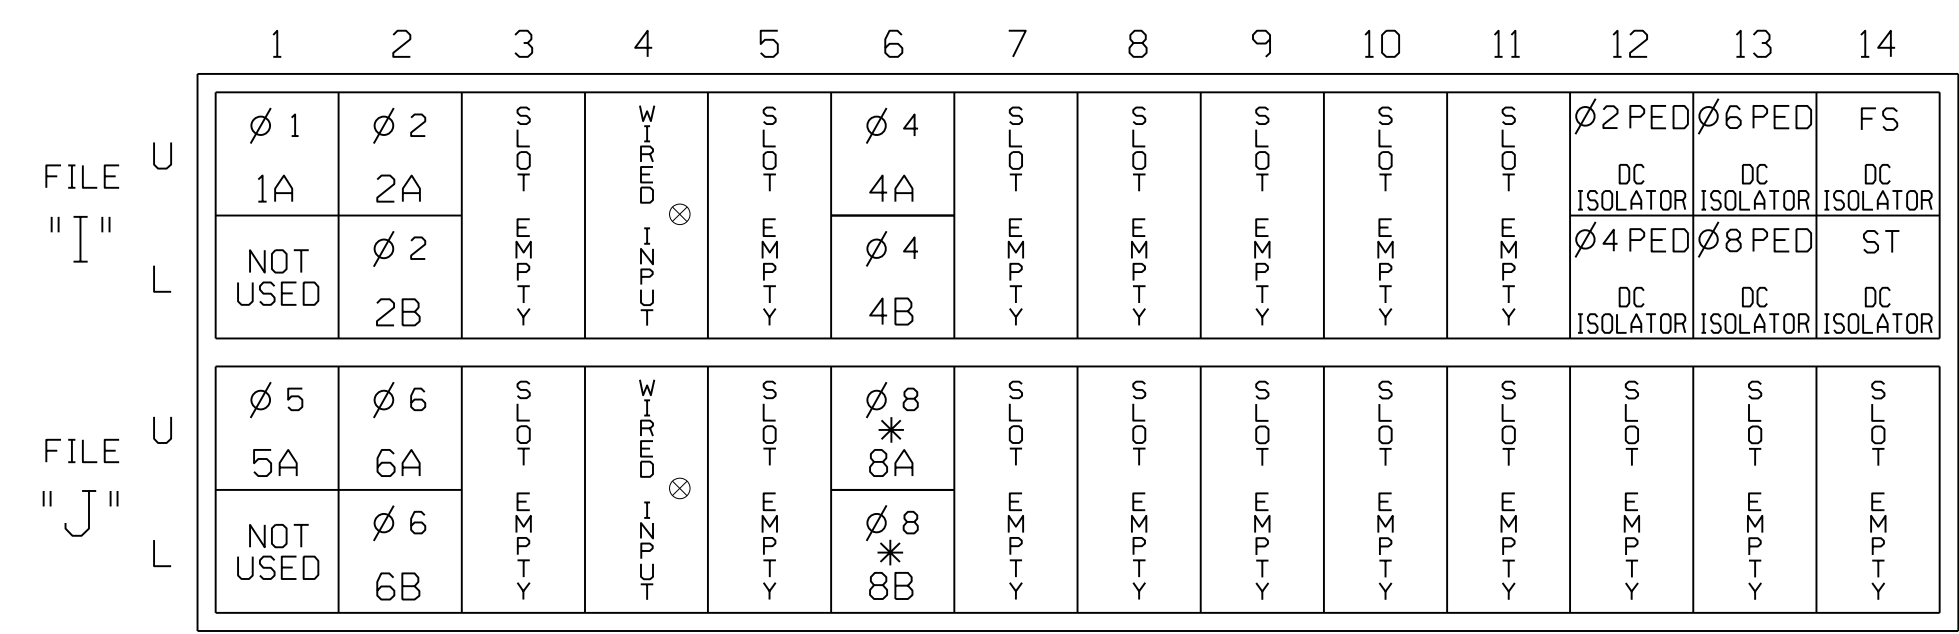 1 2 3 4 5 6 7 8 9 10 11 12 13 14
FILE "I"
U
L
Ø 1
1A
NOT USED
Ø 2
2A
Ø 2
2B
SLOT EMPTY
WIRED INPUT ⊗
SLOT EMPTY
Ø 4
4A
Ø 4
4B
SLOT EMPTY
SLOT EMPTY
SLOT EMPTY
SLOT EMPTY
SLOT EMPTY
Ø2 PED
DC
ISOLATOR
Ø4 PED
DC
ISOLATOR
Ø6 PED
DC
ISOLATOR
Ø8 PED
DC
ISOLATOR
FS
DC
ISOLATOR
ST
DC
ISOLATOR
FILE "J"
U
L
Ø 5
5A
NOT USED
Ø 6
6A
Ø 6
6B
SLOT EMPTY
WIRED INPUT ⊗
SLOT EMPTY
Ø 8
*
8A
Ø 8
*
8B
SLOT EMPTY
SLOT EMPTY
SLOT EMPTY
SLOT EMPTY
SLOT EMPTY
SLOT EMPTY
SLOT EMPTY
SLOT EMPTY